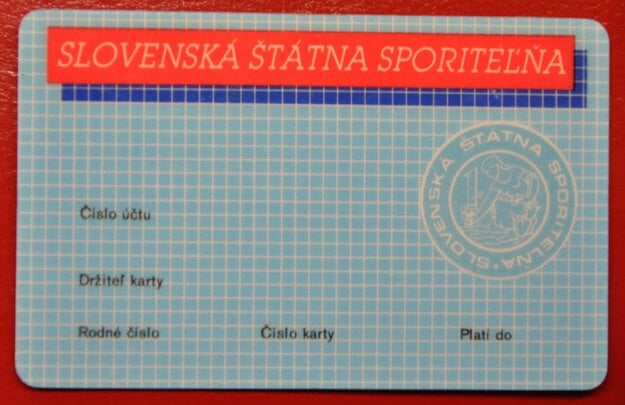 SLOVENSKÁ ŠTÁTNA SPORITEĽŇA
SLOVENSKÁ ŠTÁTNA SPORITEĽŇA
Číslo účtu
Držiteľ karty
Rodné číslo Číslo karty Platí do